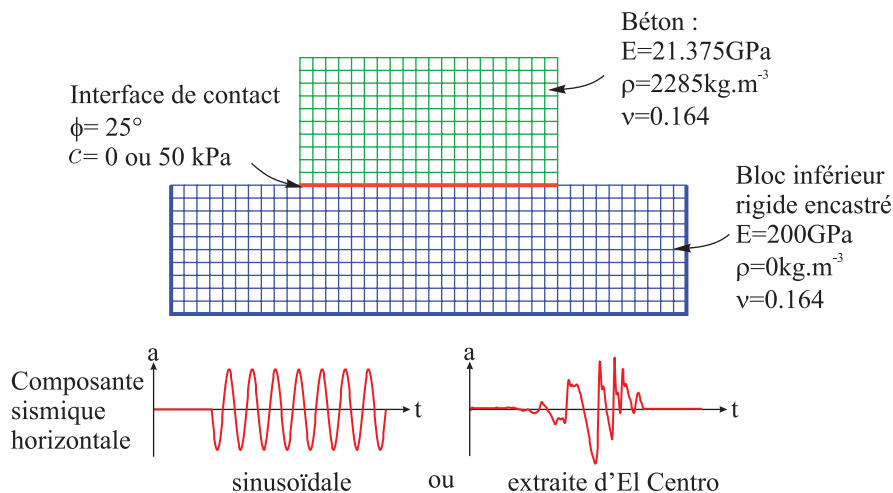 Béton :
E=21.375GPa
ρ=2285kg.m⁻³
ν=0.164
Interface de contact
ϕ= 25°
c= 0 ou 50 kPa
Bloc inférieur
rigide encastré
E=200GPa
ρ=0kg.m⁻³
ν=0.164
Composante
sismique
horizontale
a
t
a
t
sinusoïdale ou extraite d'El Centro